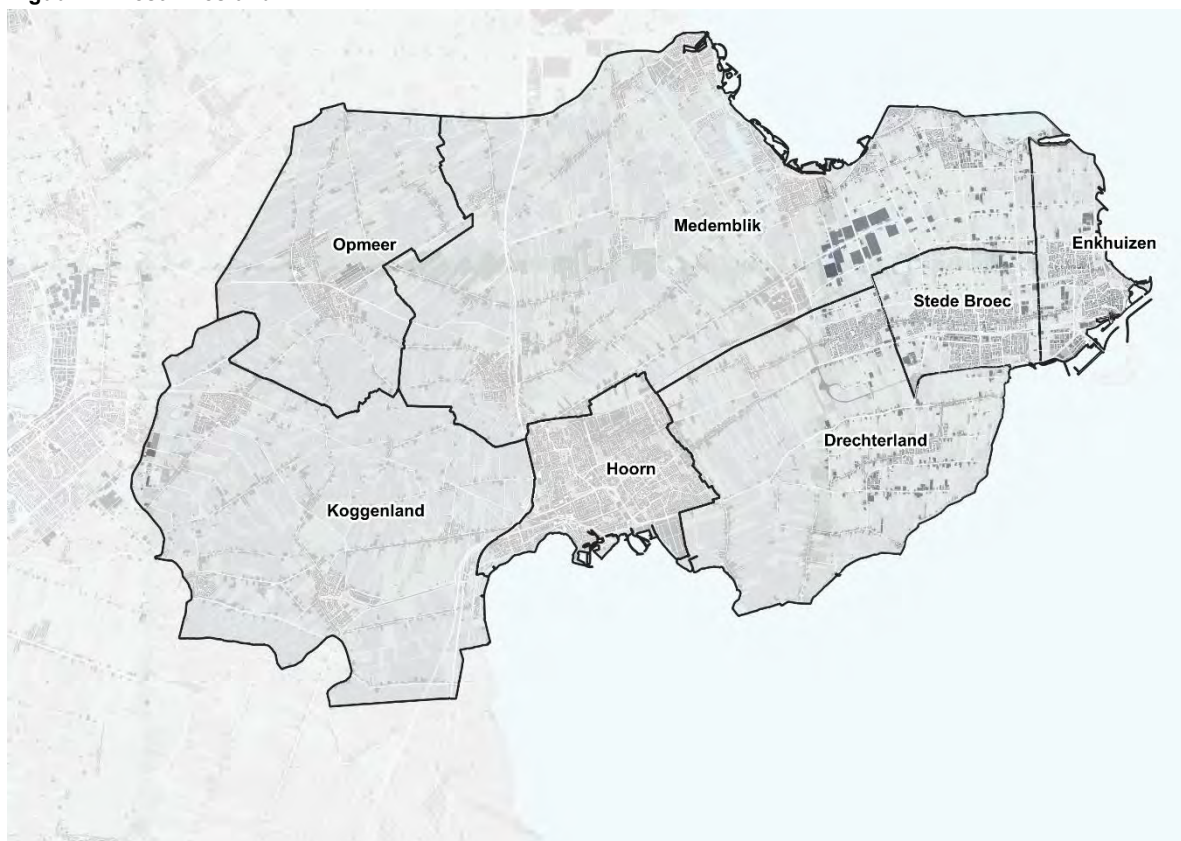 Opmeer
Medemblik
Enkhuizen
Stede Broec
Drechterland
Hoorn
Koggenland